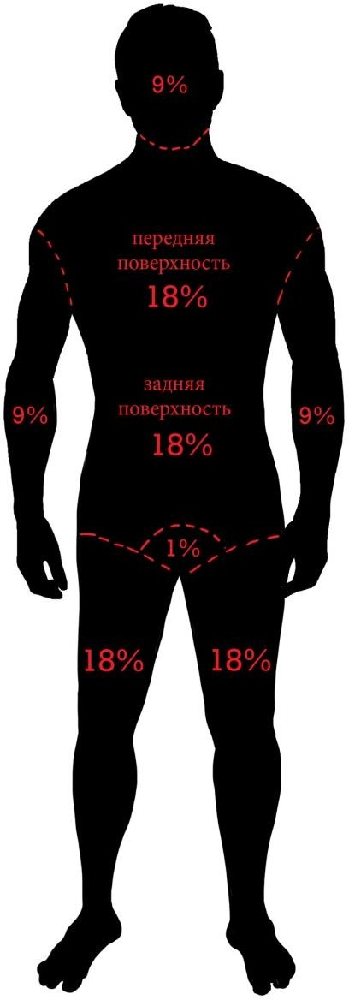 9%
передняя
поверхность
18%
задняя
поверхность
9%
9%
18%
1%
18%
18%